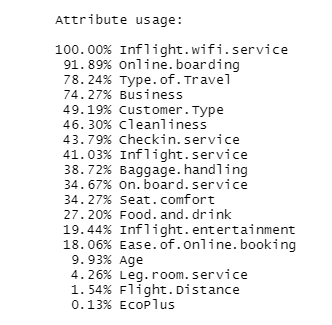 Attribute usage:
100.00% Inflight.wifi.service
91.89% Online.boarding
78.24% Type.of.Travel
74.27% Business
49.19% Customer.Type
46.30% Cleanliness
43.79% Checkin.service
41.03% Inflight.service
38.72% Baggage.handling
34.67% On.board.service
34.27% Seat.comfort
27.20% Food.and.drink
19.44% Inflight.entertainment
18.06% Ease.of.Online.booking
9.93% Age
4.26% Leg.room.service
1.54% Flight.Distance
0.13% EcoPlus